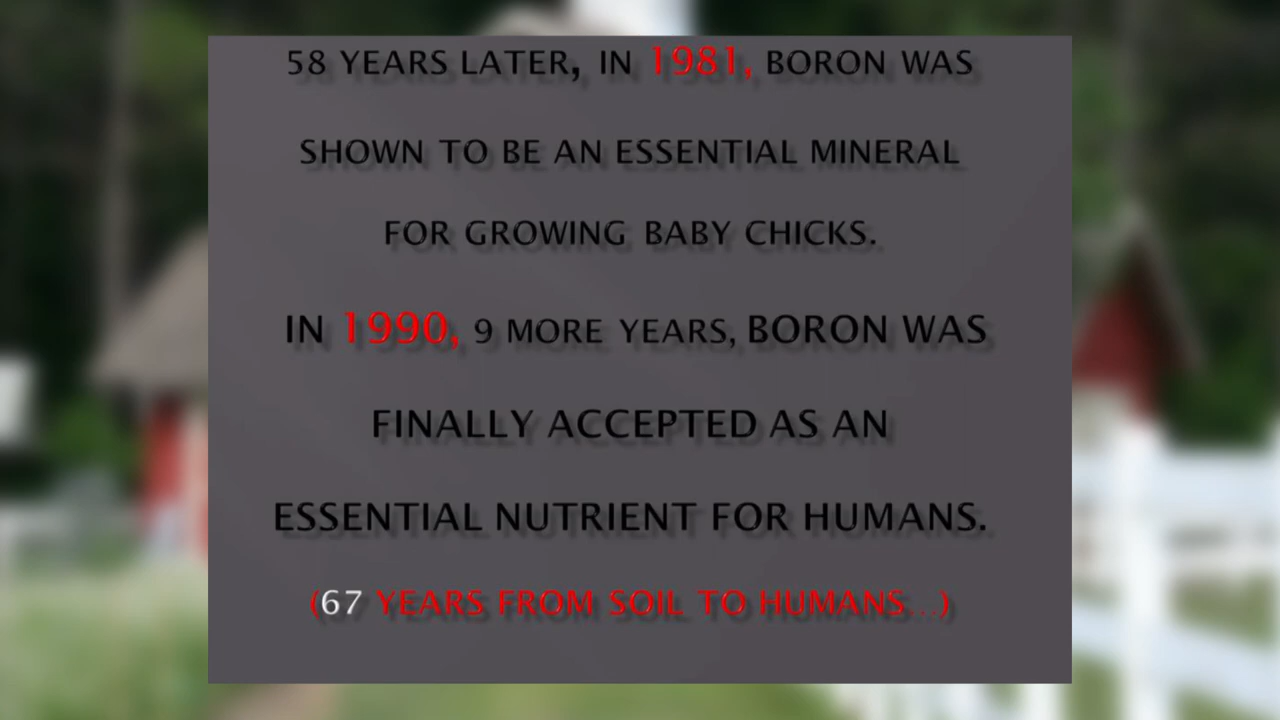 58 YEARS LATER, IN 1981, BORON WAS
SHOWN TO BE AN ESSENTIAL MINERAL
FOR GROWING BABY CHICKS.
IN 1990, 9 MORE YEARS, BORON WAS
FINALLY ACCEPTED AS AN
ESSENTIAL NUTRIENT FOR HUMANS.
(67 YEARS FROM SOIL TO HUMANS...)